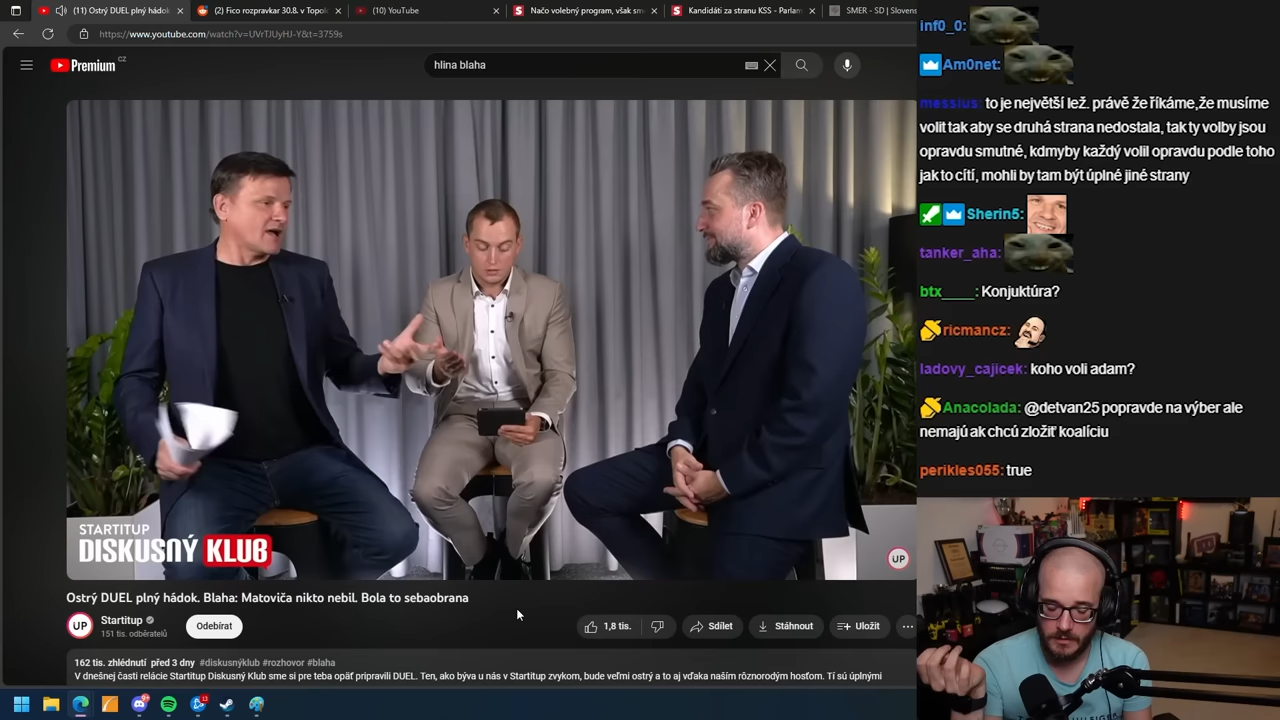 (11) Ostrý DUEL plný hádok
(2) Fico rozpravkar 30.8. v Topoľ
(10) YouTube
Načo volebný program, však sme
Kandidáti za stranu KSS - Parlam
SMER - SD | Slovens
https://www.youtube.com/watch?v=UVrTJUyHJ-Y&t=3759s
Premium CZ
hlina blaha
STARTITUP
DISKUSNÝ KLUB
UP
Ostrý DUEL plný hádok. Blaha: Matoviča nikto nebil. Bola to sebaobrana
UP
Startitup
151 tis. odběratelů
Odebírat
1,8 tis.
Sdílet
Stáhnout
Uložit
162 tis. zhlédnutí před 3 dny #diskusnýklub #rozhovor #blaha
V dnešnej časti relácie Startitup Diskusný Klub sme si pre teba opäť pripravili DUEL. Ten, ako býva u nás v Startitup zvykom, bude veľmi ostrý a to aj vďaka naším rôznorodým hosťom. Tí sú úplnými
inf0_0:
Am0net:
messius: to je největší lež. právě že říkáme,že musíme
volit tak aby se druhá strana nedostala, tak ty volby jsou
opravdu smutné, kdmyby každý volil opravdu podle toho
jak to cítí, mohli by tam být úplné jiné strany
Sherin5:
tanker_aha:
btx____: Konjuktúra?
ricmancz:
ladovy_cajicek: koho voli adam?
Anacolada: @detvan25 popravde na výber ale
nemajú ak chcú zložiť koalíciu
perikles055: true